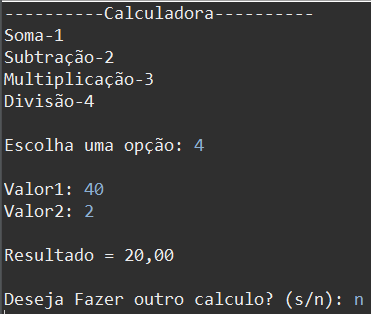 ----------Calculadora----------
Soma-1
Subtração-2
Multiplicação-3
Divisão-4
Escolha uma opção: 4
Valor1: 40
Valor2: 2
Resultado = 20,00
Deseja Fazer outro calculo? (s/n): n